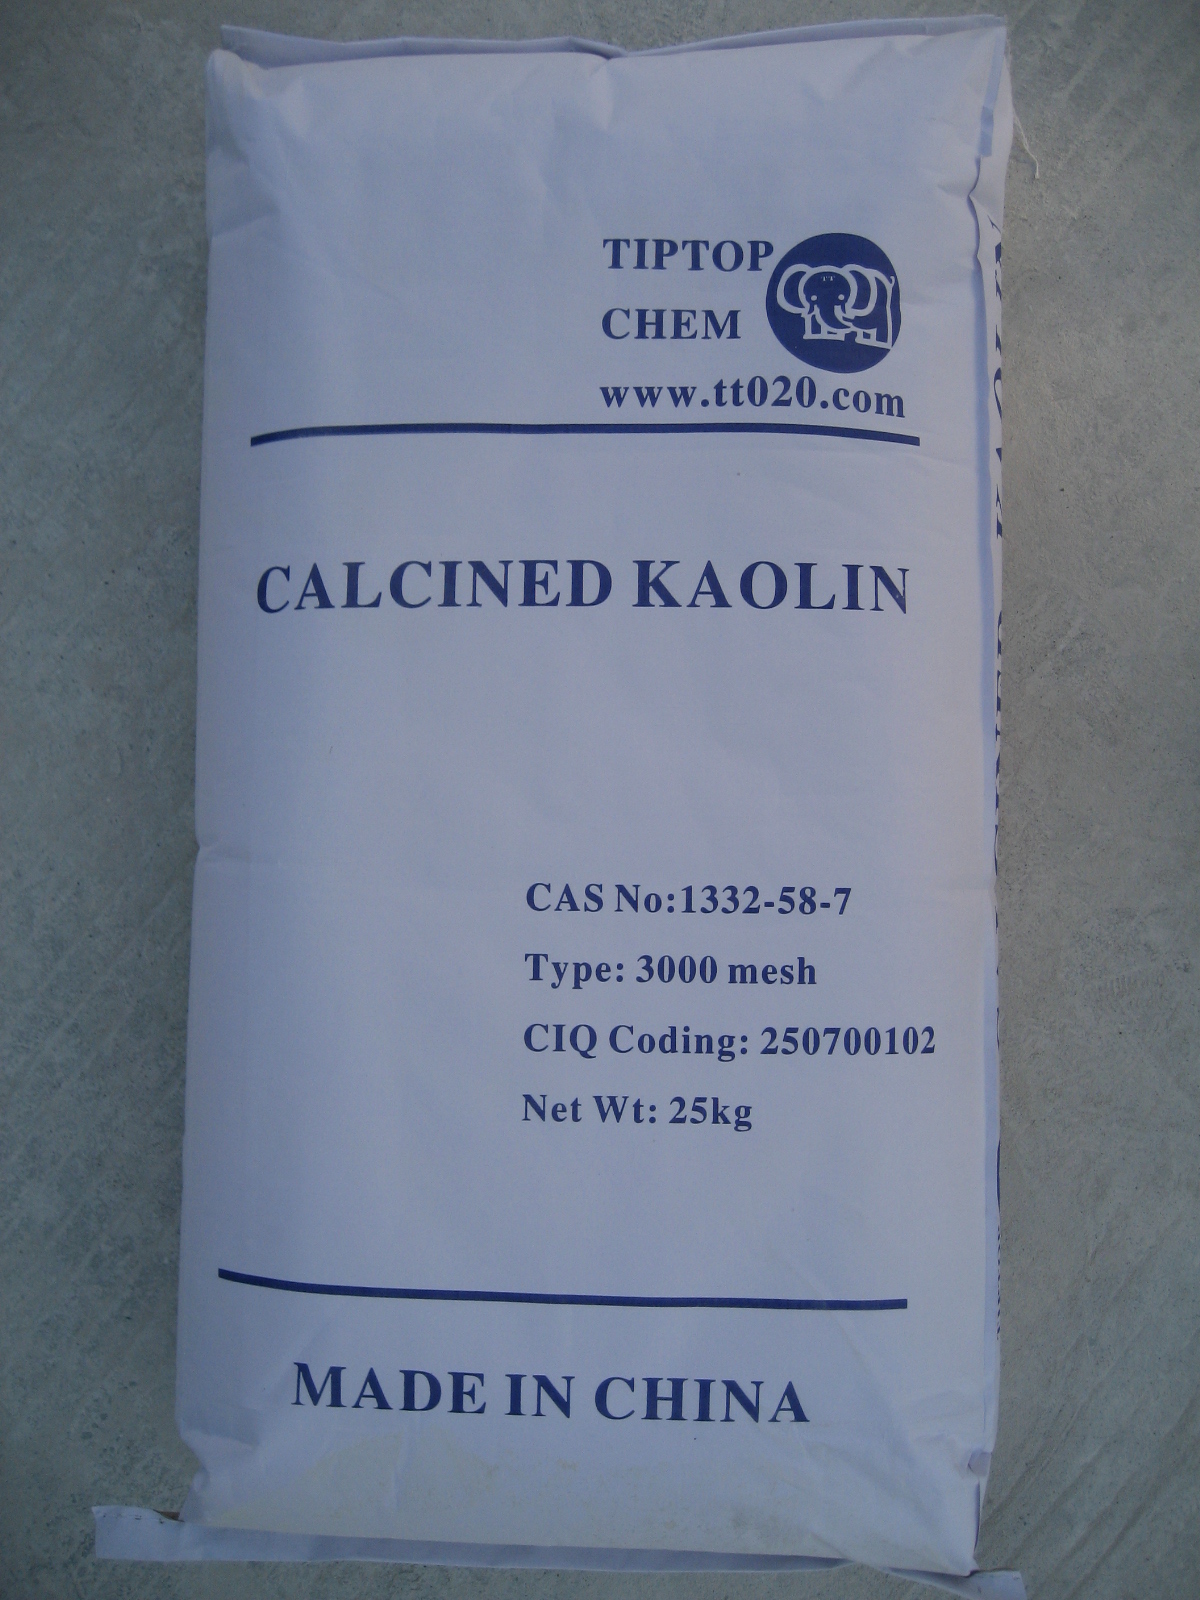 TIPTOP
CHEM
TT
www.tt020.com
CALCINED KAOLIN
CAS No:1332-58-7
Type: 3000 mesh
CIQ Coding: 250700102
Net Wt: 25kg
MADE IN CHINA